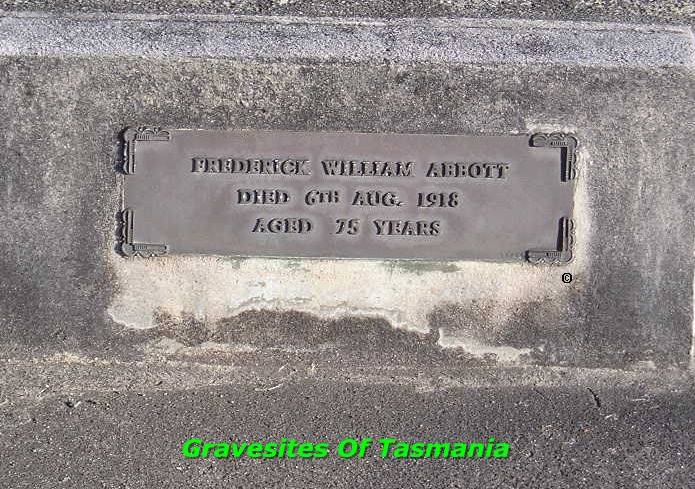 FREDERICK WILLIAM ABBOTT
DIED 6TH AUG. 1918
AGED 75 YEARS
©
Gravesites Of Tasmania